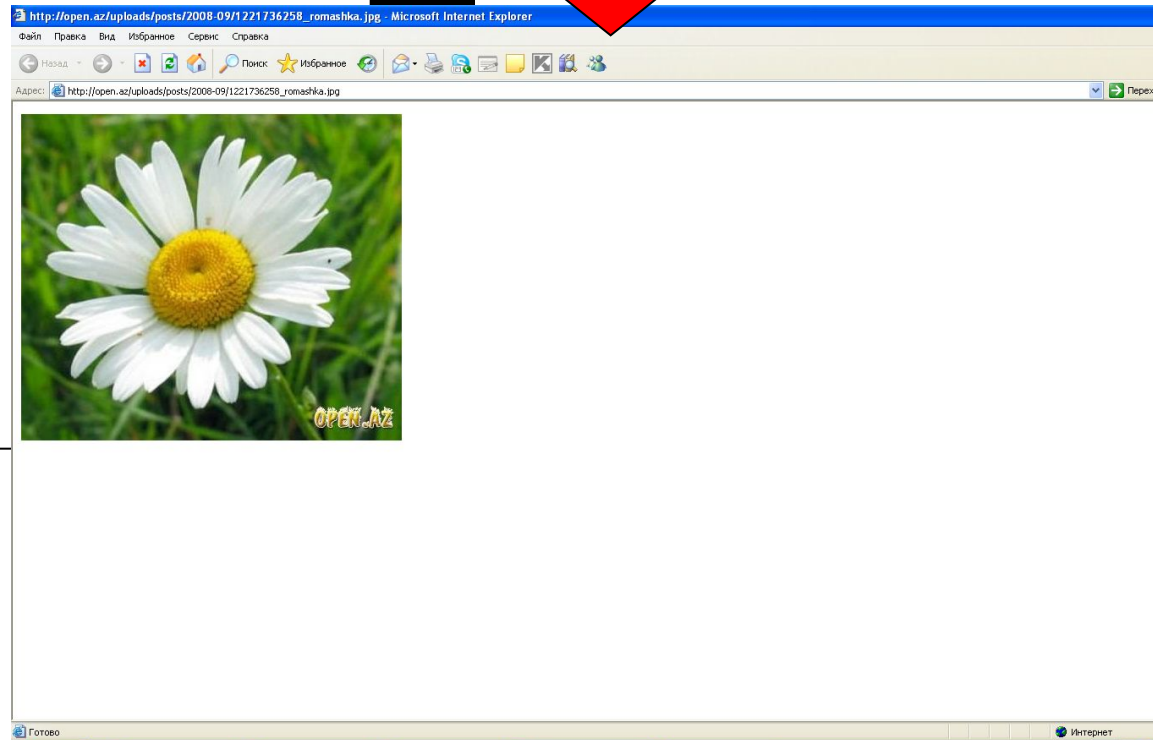 http://open.az/uploads/posts/2008-09/1221736258_romashka.jpg - Microsoft Internet Explorer
Файл Правка Вид Избранное Сервис Справка
Назад Поиск Избранное
Адрес: http://open.az/uploads/posts/2008-09/1221736258_romashka.jpg Перех
OPEN.AZ
Готово Интернет